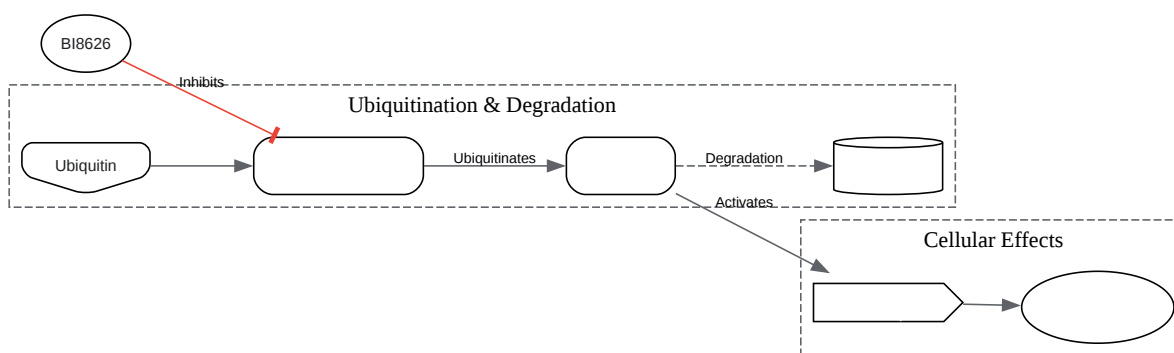 BI8626
Inhibits
Ubiquitination & Degradation
Ubiquitin
Ubiquitinates
Degradation
Activates
Cellular Effects